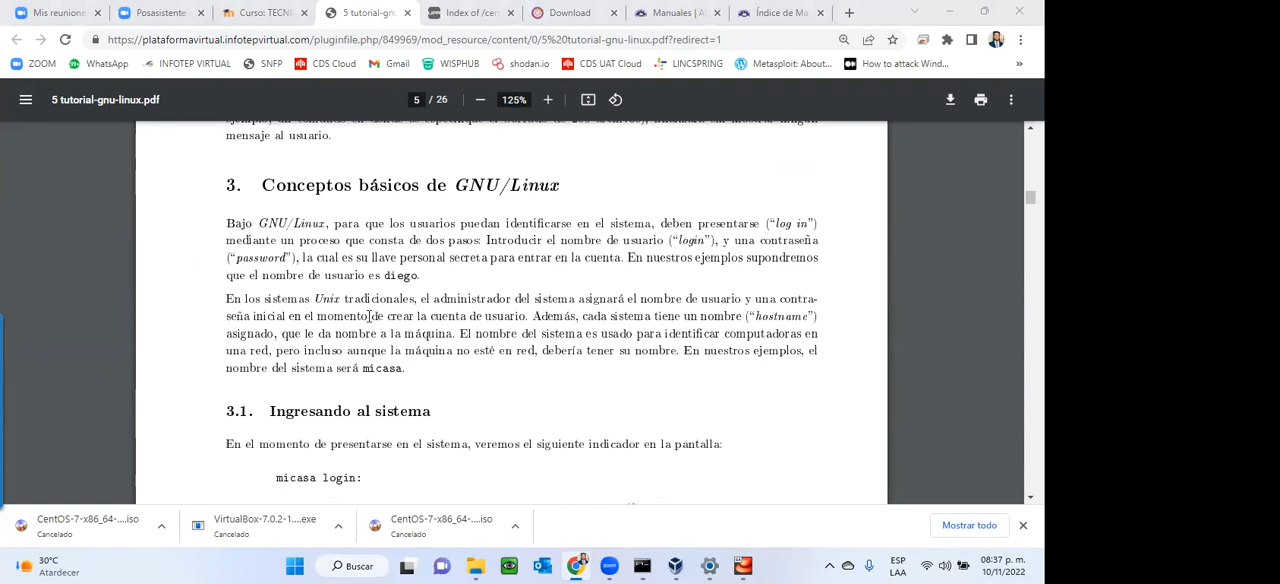 Mis reunione
Posasistente
Curso: TECNI
5 tutorial-gn
Index of /cen
Download
Manuales | A
Índice de Ma
https://plataformavirtual.infotepvirtual.com/pluginfile.php/849969/mod_resource/content/0/5%20tutorial-gnu-linux.pdf?redirect=1
ZOOM WhatsApp INFOTEP VIRTUAL SNFP CDS Cloud Gmail WISPHUB shodan.io CDS UAT Cloud LINCSPRING Metasploit: About... How to attack Wind... »
5 tutorial-gnu-linux.pdf
5 / 26
125%
mensaje al usuario.
3. Conceptos básicos de GNU/Linux
Bajo GNU/Linux, para que los usuarios puedan identificarse en el sistema, deben presentarse (“log in”)
mediante un proceso que consta de dos pasos: Introducir el nombre de usuario (“login”), y una contraseña
(“password”), la cual es su llave personal secreta para entrar en la cuenta. En nuestros ejemplos supondremos
que el nombre de usuario es diego.
En los sistemas Unix tradicionales, el administrador del sistema asignará el nombre de usuario y una contra-
seña inicial en el momento de crear la cuenta de usuario. Además, cada sistema tiene un nombre (“hostname”)
asignado, que le da nombre a la máquina. El nombre del sistema es usado para identificar computadoras en
una red, pero incluso aunque la máquina no esté en red, debería tener su nombre. En nuestros ejemplos, el
nombre del sistema será micasa.
3.1. Ingresando al sistema
En el momento de presentarse en el sistema, veremos el siguiente indicador en la pantalla:
micasa login:
CentOS-7-x86_64-....iso
Cancelado
VirtualBox-7.0.2-1....exe
Cancelado
CentOS-7-x86_64-....iso
Cancelado
Mostrar todo
30°C
Atardecer
Buscar
ESP
LAA
08:37 p. m.
10/11/2022